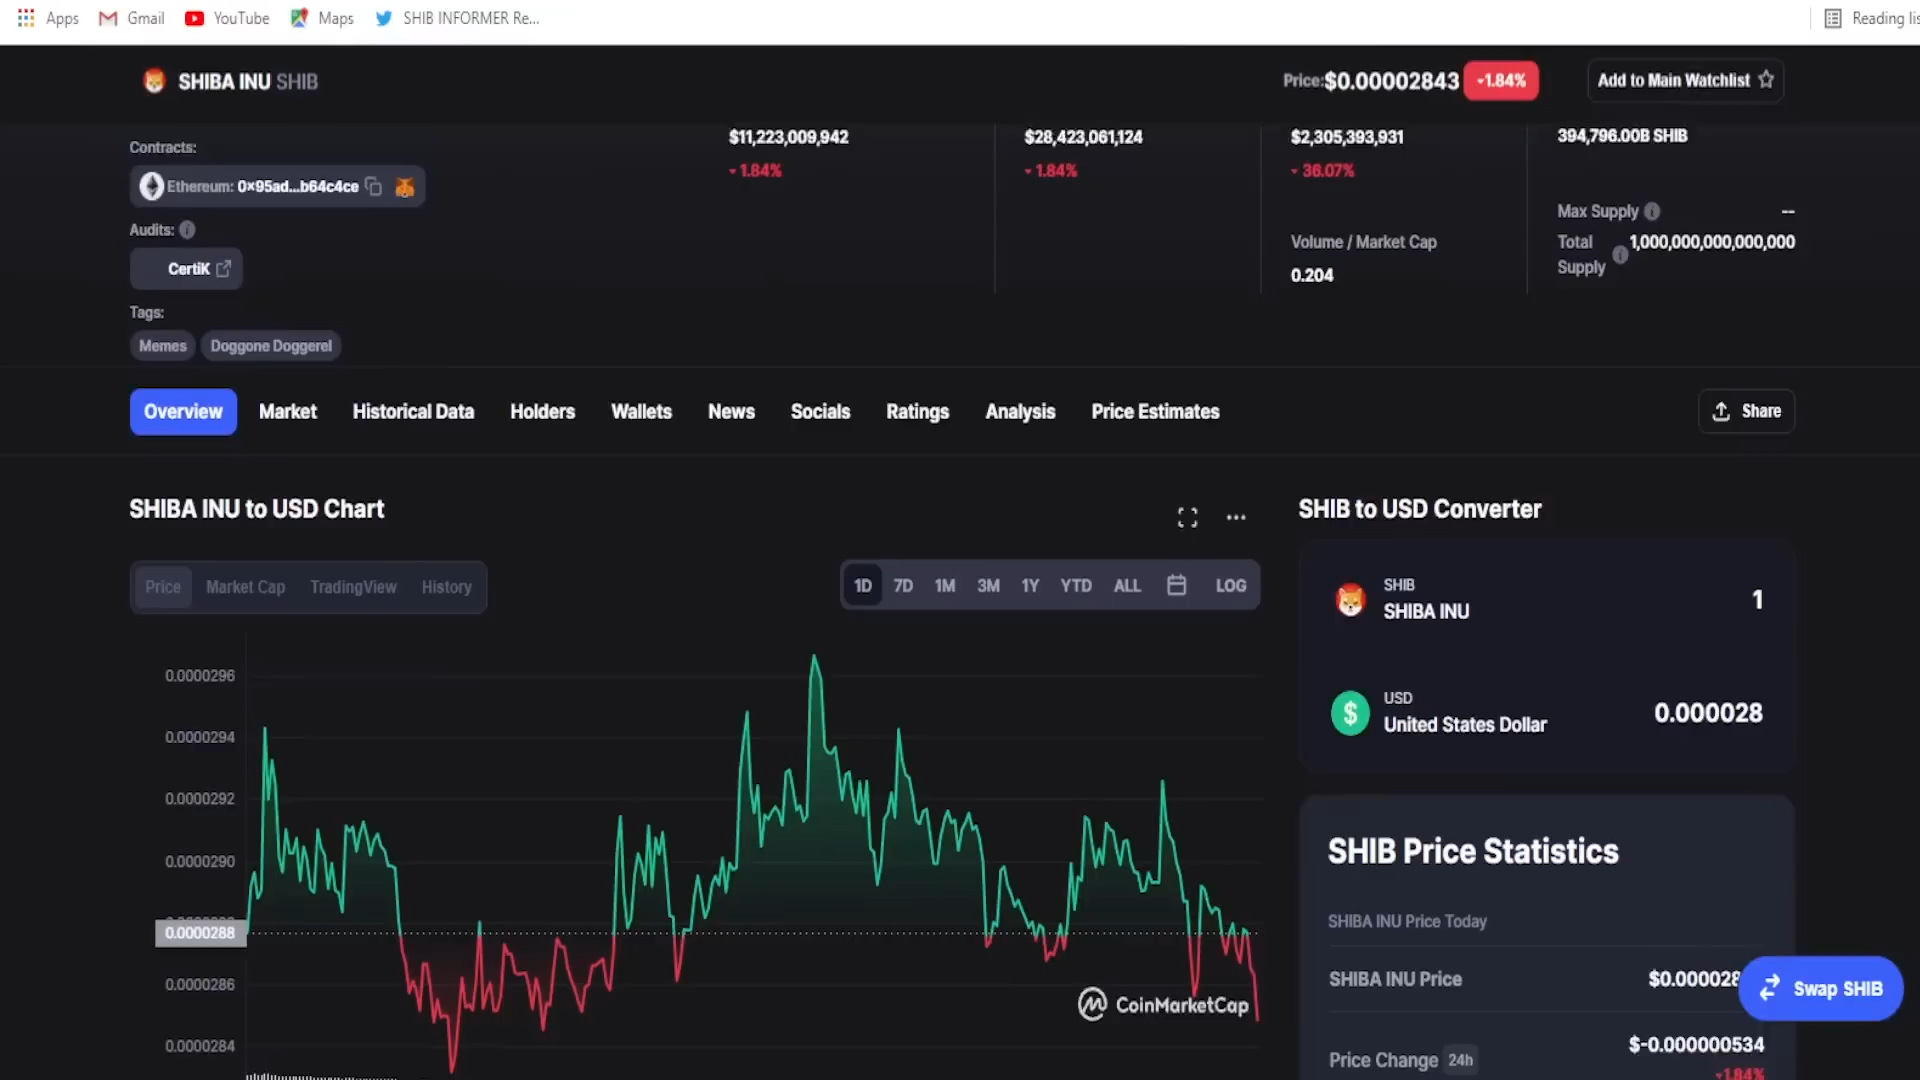 Apps Gmail YouTube Maps SHIB INFORMER Re... Reading lis
SHIBA INU SHIB
Price:$0.00002843 -1.84% Add to Main Watchlist
Contracts:
Ethereum: 0x95ad...b64c4ce
Audits:
CertiK
Tags:
Memes Doggone Doggerel
$11,223,009,942
1.84%
$28,423,061,124
1.84%
$2,305,393,931
36.07%
Volume / Market Cap
0.204
394,796.00B SHIB
Max Supply --
Total Supply 1,000,000,000,000,000
Overview Market Historical Data Holders Wallets News Socials Ratings Analysis Price Estimates Share
SHIBA INU to USD Chart
Price Market Cap TradingView History
1D 7D 1M 3M 1Y YTD ALL LOG
0.0000296
0.0000294
0.0000292
0.0000290
0.0000288
0.0000286
0.0000284
CoinMarketCap
SHIB to USD Converter
SHIB
SHIBA INU 1
USD
United States Dollar 0.000028
SHIB Price Statistics
SHIBA INU Price Today
SHIBA INU Price $0.000028
Swap SHIB
Price Change 24h $-0.000000534
1.84%